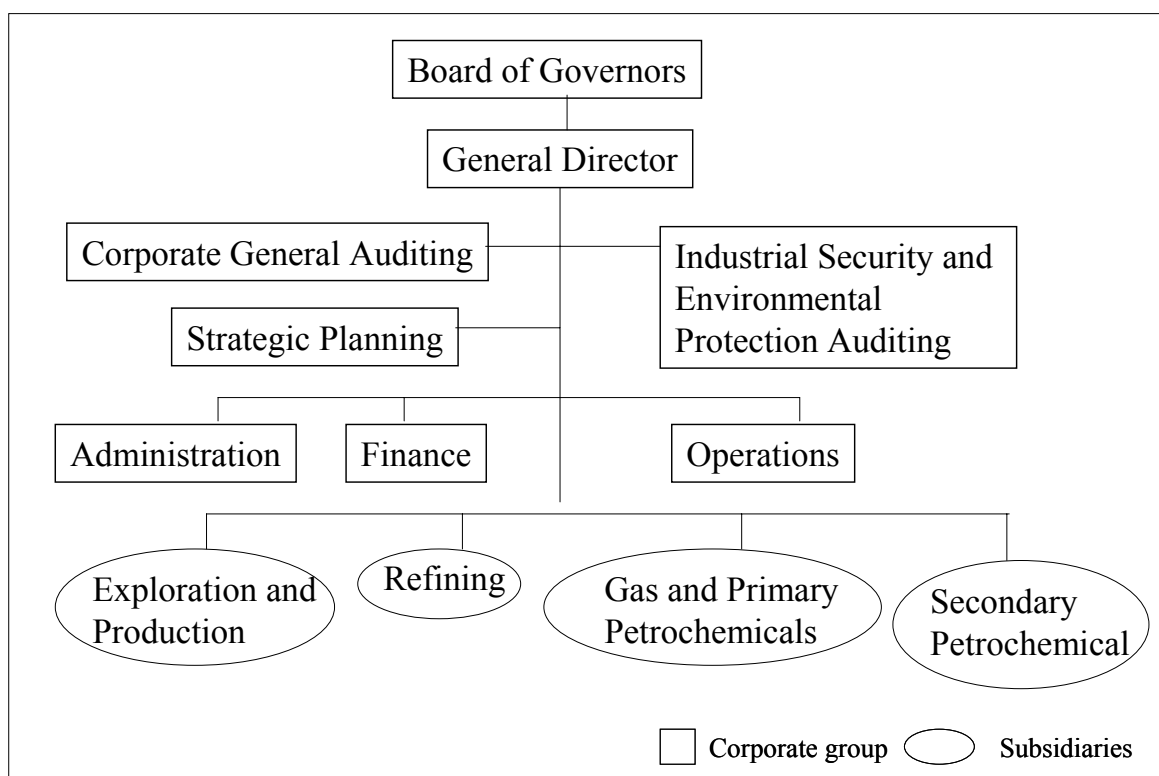 Board of Governors
General Director
Corporate General Auditing
Industrial Security and
Environmental
Protection Auditing
Strategic Planning
Administration
Finance
Operations
Exploration and
Production
Refining
Gas and Primary
Petrochemicals
Secondary
Petrochemical
Corporate group
Subsidiaries